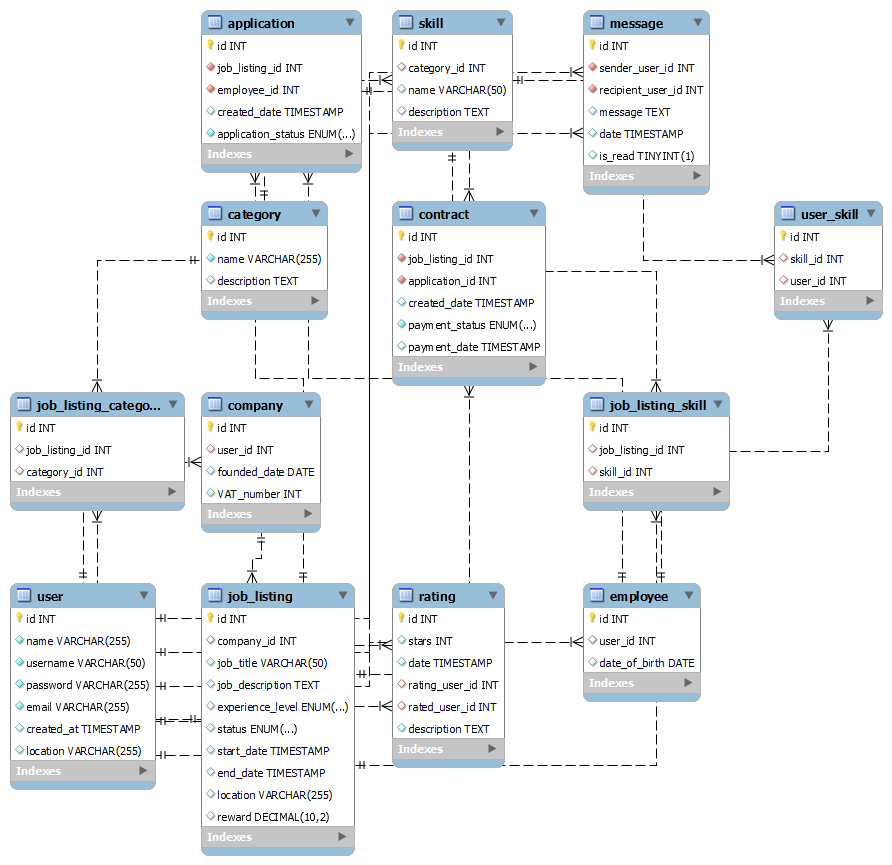 application
id INT
job_listing_id INT
employee_id INT
created_date TIMESTAMP
application_status ENUM(...)
Indexes
skill
id INT
category_id INT
name VARCHAR(50)
description TEXT
Indexes
message
id INT
sender_user_id INT
recipient_user_id INT
message TEXT
date TIMESTAMP
is_read TINYINT(1)
Indexes
category
id INT
name VARCHAR(255)
description TEXT
Indexes
contract
id INT
job_listing_id INT
application_id INT
created_date TIMESTAMP
payment_status ENUM(...)
payment_date TIMESTAMP
Indexes
user_skill
id INT
skill_id INT
user_id INT
Indexes
job_listing_catego...
id INT
job_listing_id INT
category_id INT
Indexes
company
id INT
user_id INT
founded_date DATE
VAT_number INT
Indexes
job_listing_skill
id INT
job_listing_id INT
skill_id INT
Indexes
user
id INT
name VARCHAR(255)
username VARCHAR(50)
password VARCHAR(255)
email VARCHAR(255)
created_at TIMESTAMP
location VARCHAR(255)
Indexes
job_listing
id INT
company_id INT
job_title VARCHAR(50)
job_description TEXT
experience_level ENUM(...)
status ENUM(...)
start_date TIMESTAMP
end_date TIMESTAMP
location VARCHAR(255)
reward DECIMAL(10,2)
Indexes
rating
id INT
stars INT
date TIMESTAMP
rating_user_id INT
rated_user_id INT
description TEXT
Indexes
employee
id INT
user_id INT
date_of_birth DATE
Indexes